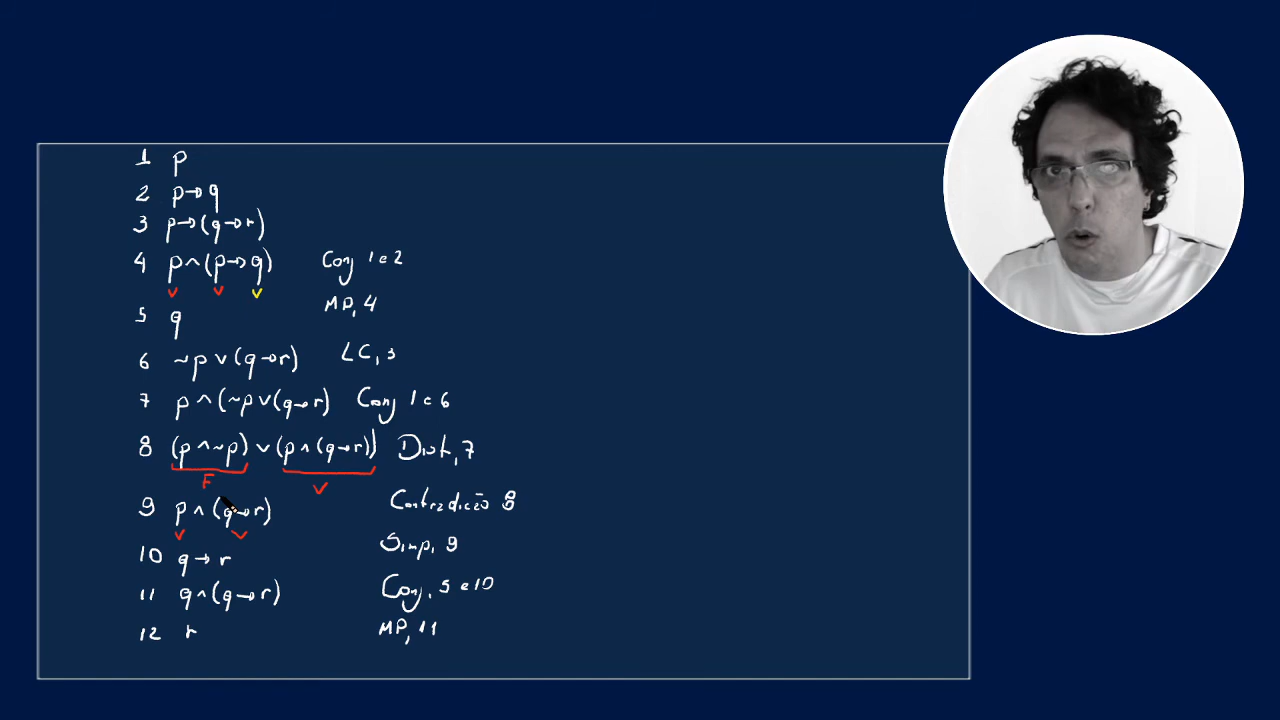 1 p
2 p→q
3 p→(q→r)
4 p∧(p→q) Conj 1 e 2
v v v
5 q MP, 4
6 ~p∨(q→r) LC, 3
7 p∧(~p∨(q→r) Conj 1 e 6
8 (p∧~p)∨(p∧(q→r)) Dist, 7
F v
9 p∧(q→r) Contradição 8
v v
10 q→r Simp, 9
11 q∧(q→r) Conj, 5 e 10
12 r MP, 11